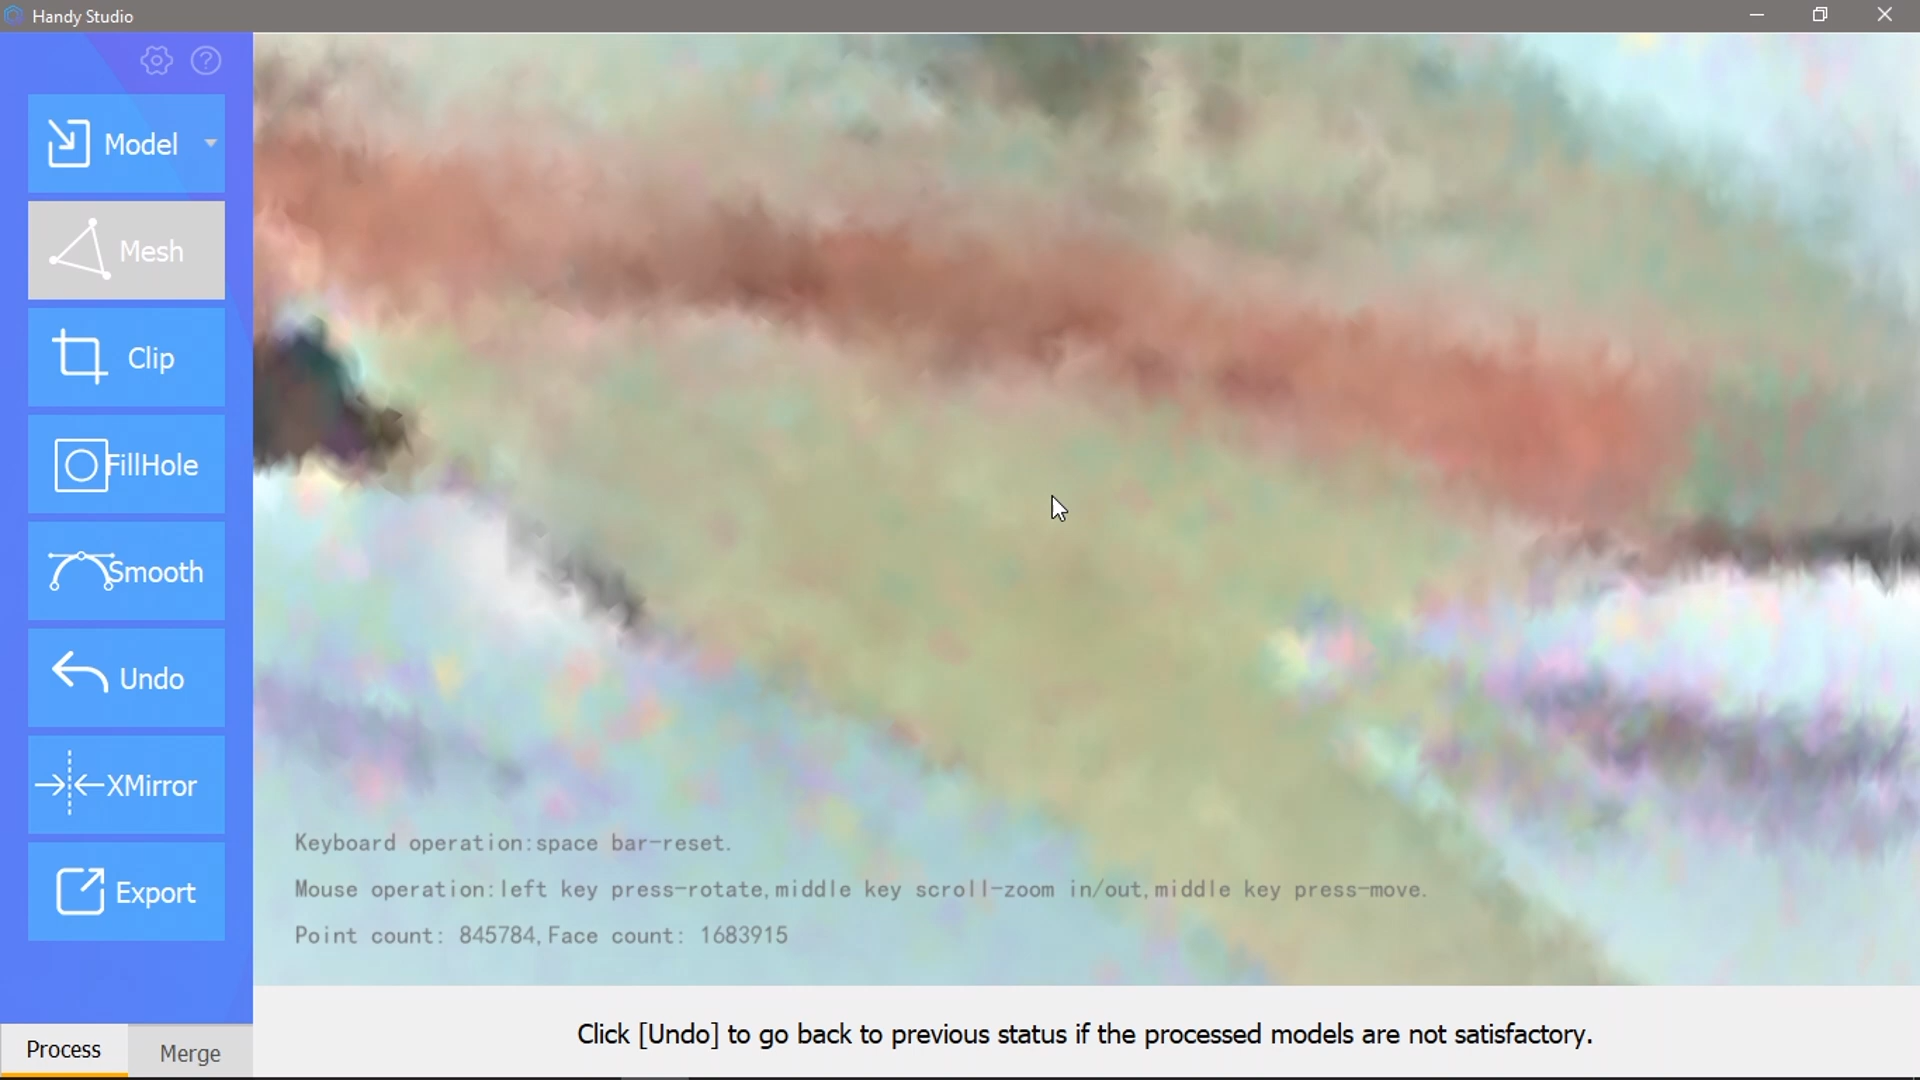 Handy Studio
Model
Mesh
Clip
FillHole
Smooth
Undo
XMirror
Export
Keyboard operation:space bar-reset.
Mouse operation:left key press-rotate,middle key scroll-zoom in/out,middle key press-move.
Point count: 845784,Face count: 1683915
Process
Merge
Click [Undo] to go back to previous status if the processed models are not satisfactory.